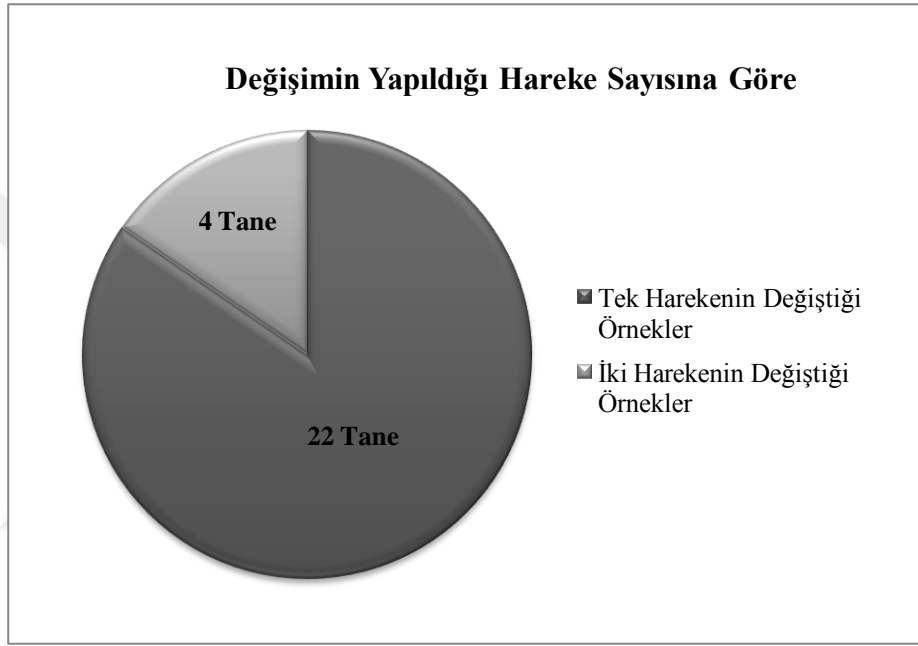 Değişimin Yapıldığı Hareke Sayısına Göre
4 Tane
22 Tane
Tek Harekenin Değiştiği
Örnekler
İki Harekenin Değiştiği
Örnekler